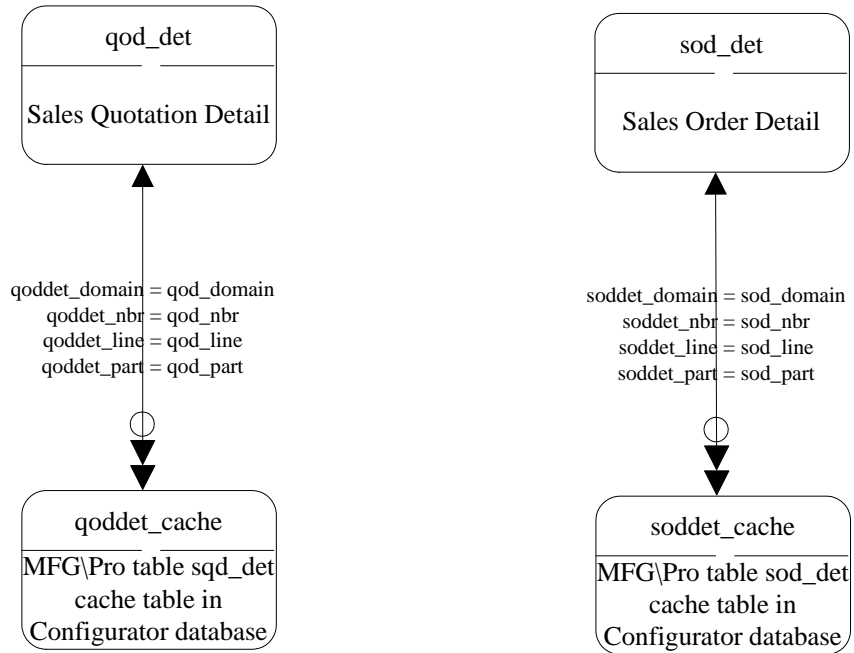 qod_det
Sales Quotation Detail
qoddet_domain = qod_domain
qoddet_nbr = qod_nbr
qoddet_line = qod_line
qoddet_part = qod_part
qoddet_cache
MFG\Pro table sqd_det
cache table in
Configurator database
sod_det
Sales Order Detail
soddet_domain = sod_domain
soddet_nbr = sod_nbr
soddet_line = sod_line
soddet_part = sod_part
soddet_cache
MFG\Pro table sod_det
cache table in
Configurator database